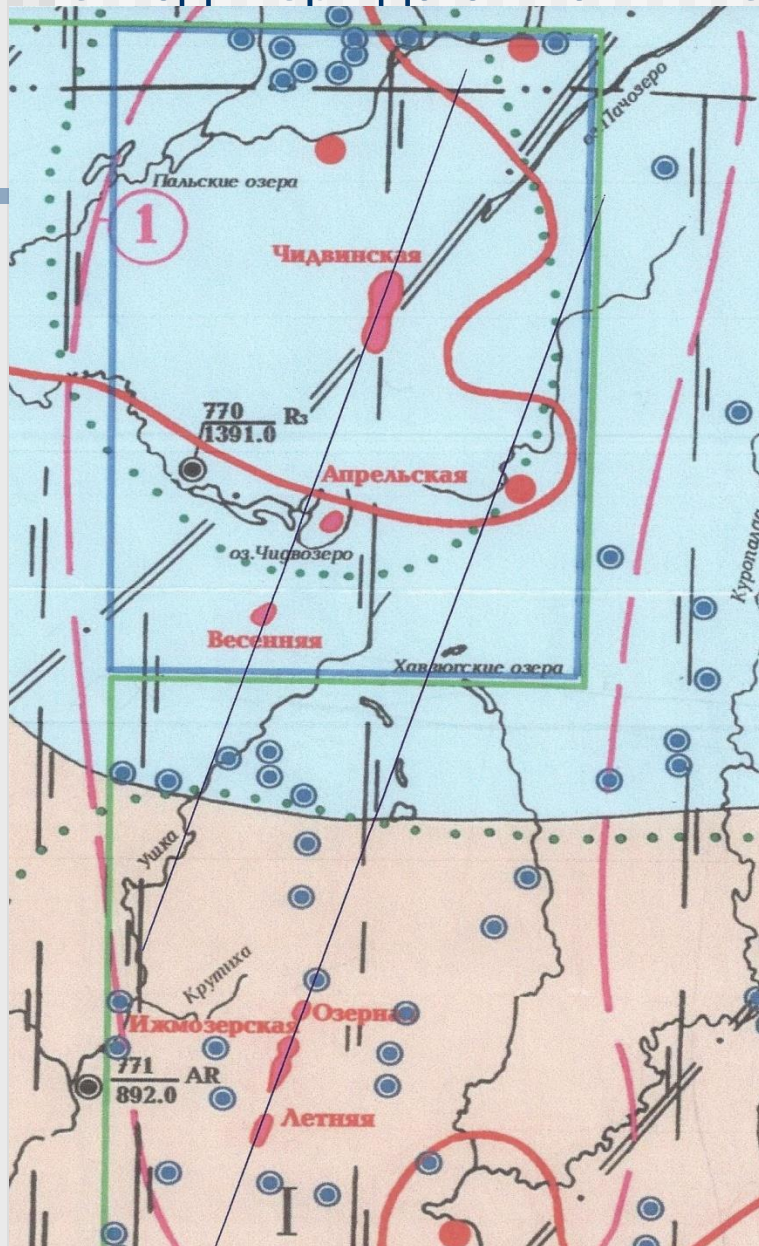 оз.Пачозеро
Пальские озера
1
Чидвинская
770
1391.0
R₃
Апрельская
оз.Чидвозеро
Весенняя
Хаввюгские озера
Ушка
Крутиха
Озерная
Ижмозерская
771
892.0
AR
Летняя
I